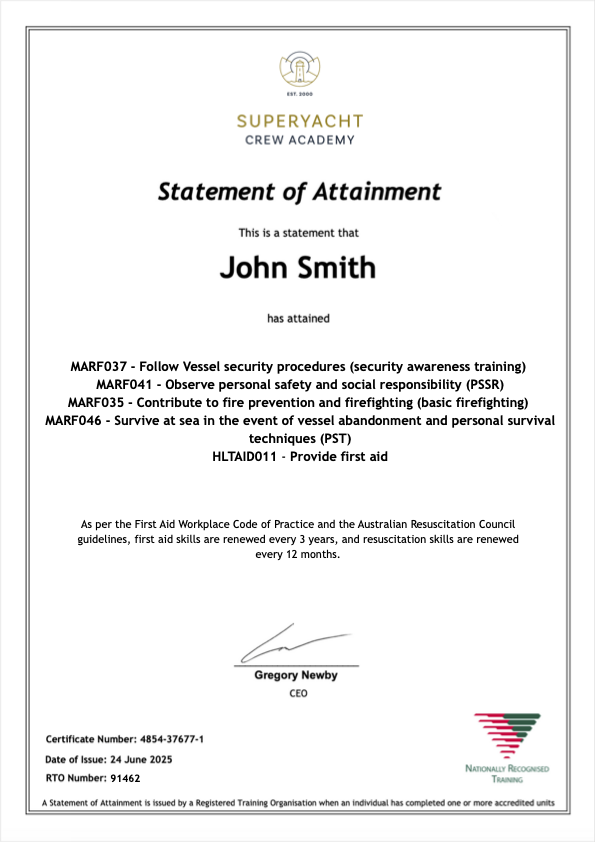 EST. 2000
SUPERYACHT
CREW ACADEMY
Statement of Attainment
This is a statement that
John Smith
has attained
MARF037 - Follow Vessel security procedures (security awareness training)
MARF041 - Observe personal safety and social responsibility (PSSR)
MARF035 - Contribute to fire prevention and firefighting (basic firefighting)
MARF046 - Survive at sea in the event of vessel abandonment and personal survival
techniques (PST)
HLTAID011 - Provide first aid
As per the First Aid Workplace Code of Practice and the Australian Resuscitation Council
guidelines, first aid skills are renewed every 3 years, and resuscitation skills are renewed
every 12 months.
Gregory Newby
CEO
Certificate Number: 4854-37677-1
Date of Issue: 24 June 2025
RTO Number: 91462
NATIONALLY RECOGNISED
TRAINING
A Statement of Attainment is issued by a Registered Training Organisation when an individual has completed one or more accredited units